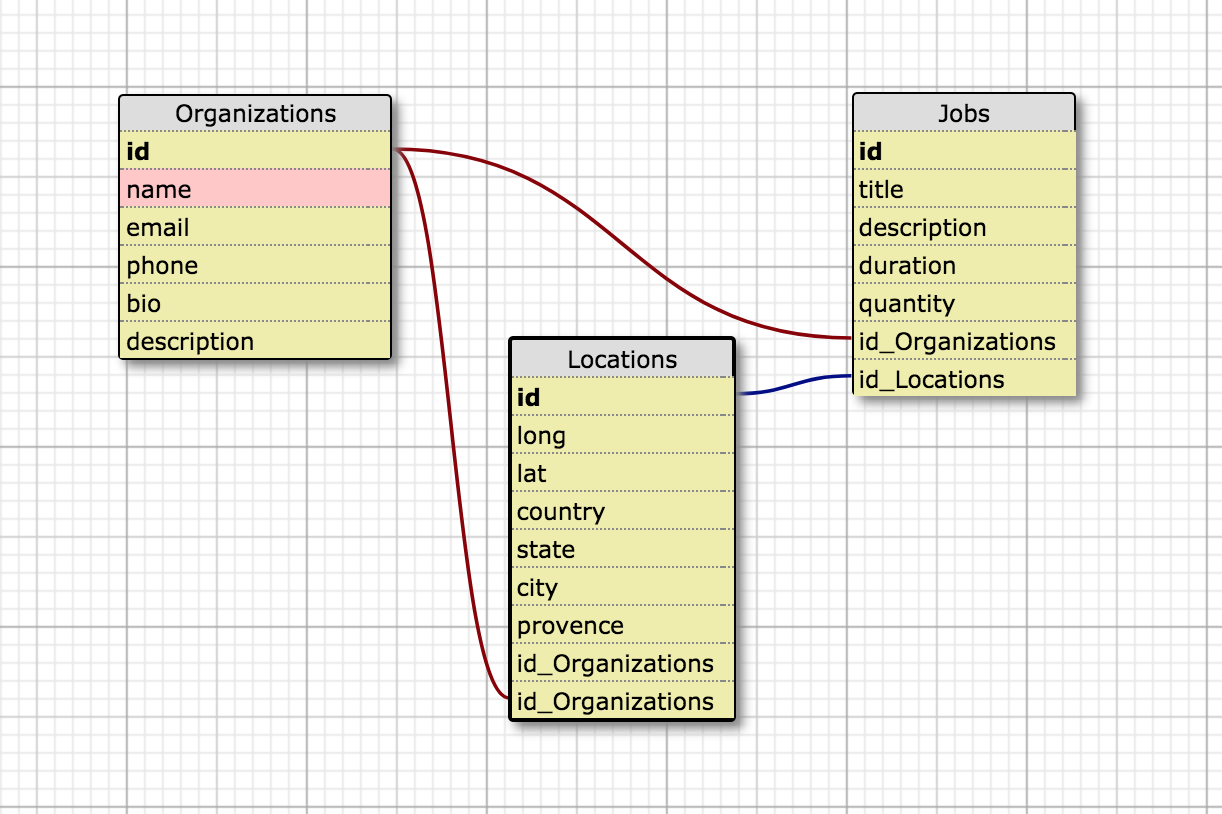 Organizations
id
name
email
phone
bio
description
Locations
id
long
lat
country
state
city
provence
id_Organizations
id_Organizations
Jobs
id
title
description
duration
quantity
id_Organizations
id_Locations